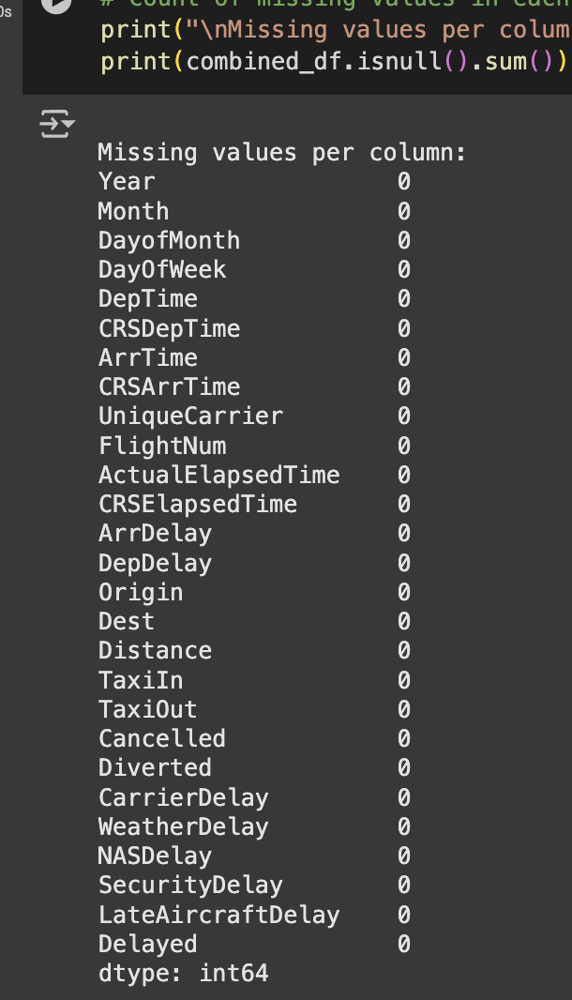 0s
# Count of missing values in each
print("\nMissing values per colum
print(combined_df.isnull().sum())
Missing values per column:
Year 0
Month 0
DayofMonth 0
DayOfWeek 0
DepTime 0
CRSDepTime 0
ArrTime 0
CRSArrTime 0
UniqueCarrier 0
FlightNum 0
ActualElapsedTime 0
CRSElapsedTime 0
ArrDelay 0
DepDelay 0
Origin 0
Dest 0
Distance 0
TaxiIn 0
TaxiOut 0
Cancelled 0
Diverted 0
CarrierDelay 0
WeatherDelay 0
NASDelay 0
SecurityDelay 0
LateAircraftDelay 0
Delayed 0
dtype: int64